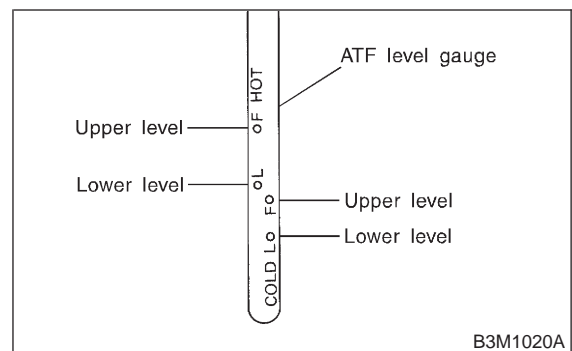 ATF level gauge
F HOT
Upper level
L
Lower level
F
Upper level
COLD L
Lower level
B3M1020A